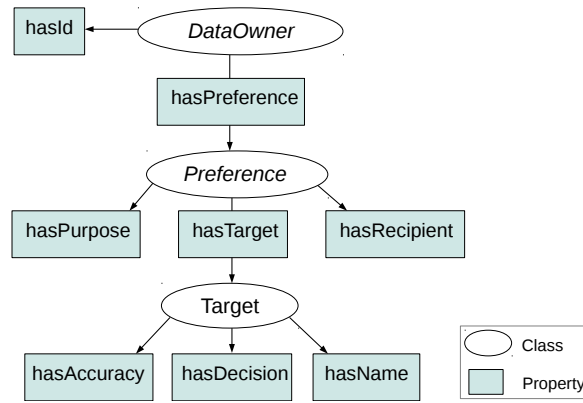 hasId
DataOwner
hasPreference
Preference
hasPurpose
hasTarget
hasRecipient
Target
hasAccuracy
hasDecision
hasName
Class
Property